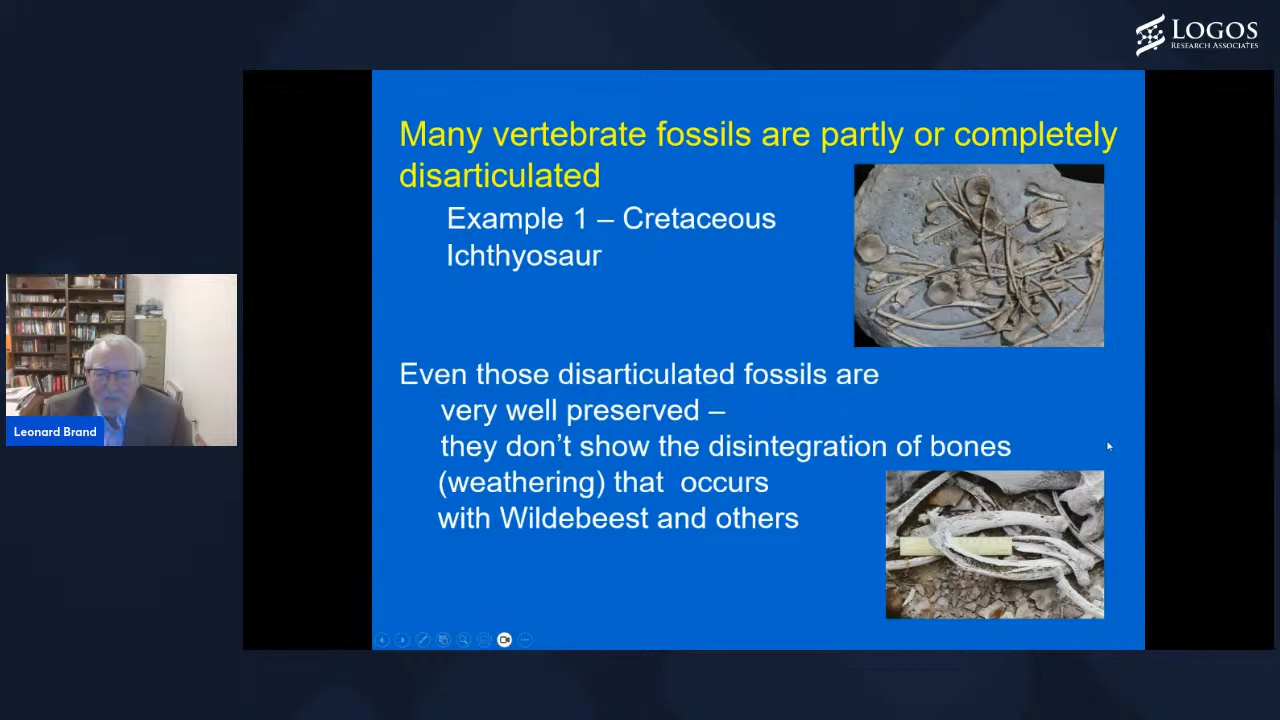 LOGOS
RESEARCH ASSOCIATES
Many vertebrate fossils are partly or completely
disarticulated
Example 1 – Cretaceous
Ichthyosaur
Even those disarticulated fossils are
very well preserved –
they don’t show the disintegration of bones
(weathering) that occurs
with Wildebeest and others
Leonard Brand